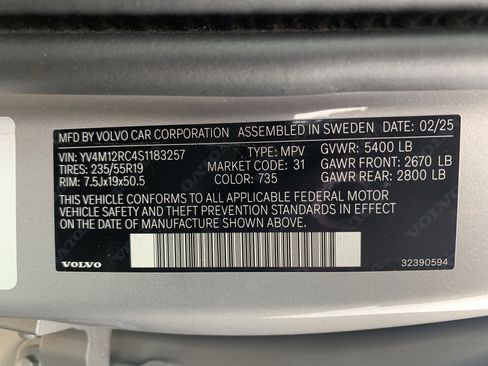 MFD BY VOLVO CAR CORPORATION ASSEMBLED IN SWEDEN DATE: 02/25
VIN: YV4M12RC4S1183257 TYPE: MPV GVWR: 5400 LB
TIRES: 235/55R19 MARKET CODE: 31 GAWR FRONT: 2670 LB
RIM: 7.5Jx19x50.5 COLOR: 735 GAWR REAR: 2800 LB
THIS VEHICLE CONFORMS TO ALL APPLICABLE FEDERAL MOTOR
VEHICLE SAFETY AND THEFT PREVENTION STANDARDS IN EFFECT
ON THE DATE OF MANUFACTURE SHOWN ABOVE.
VOLVO 32390594